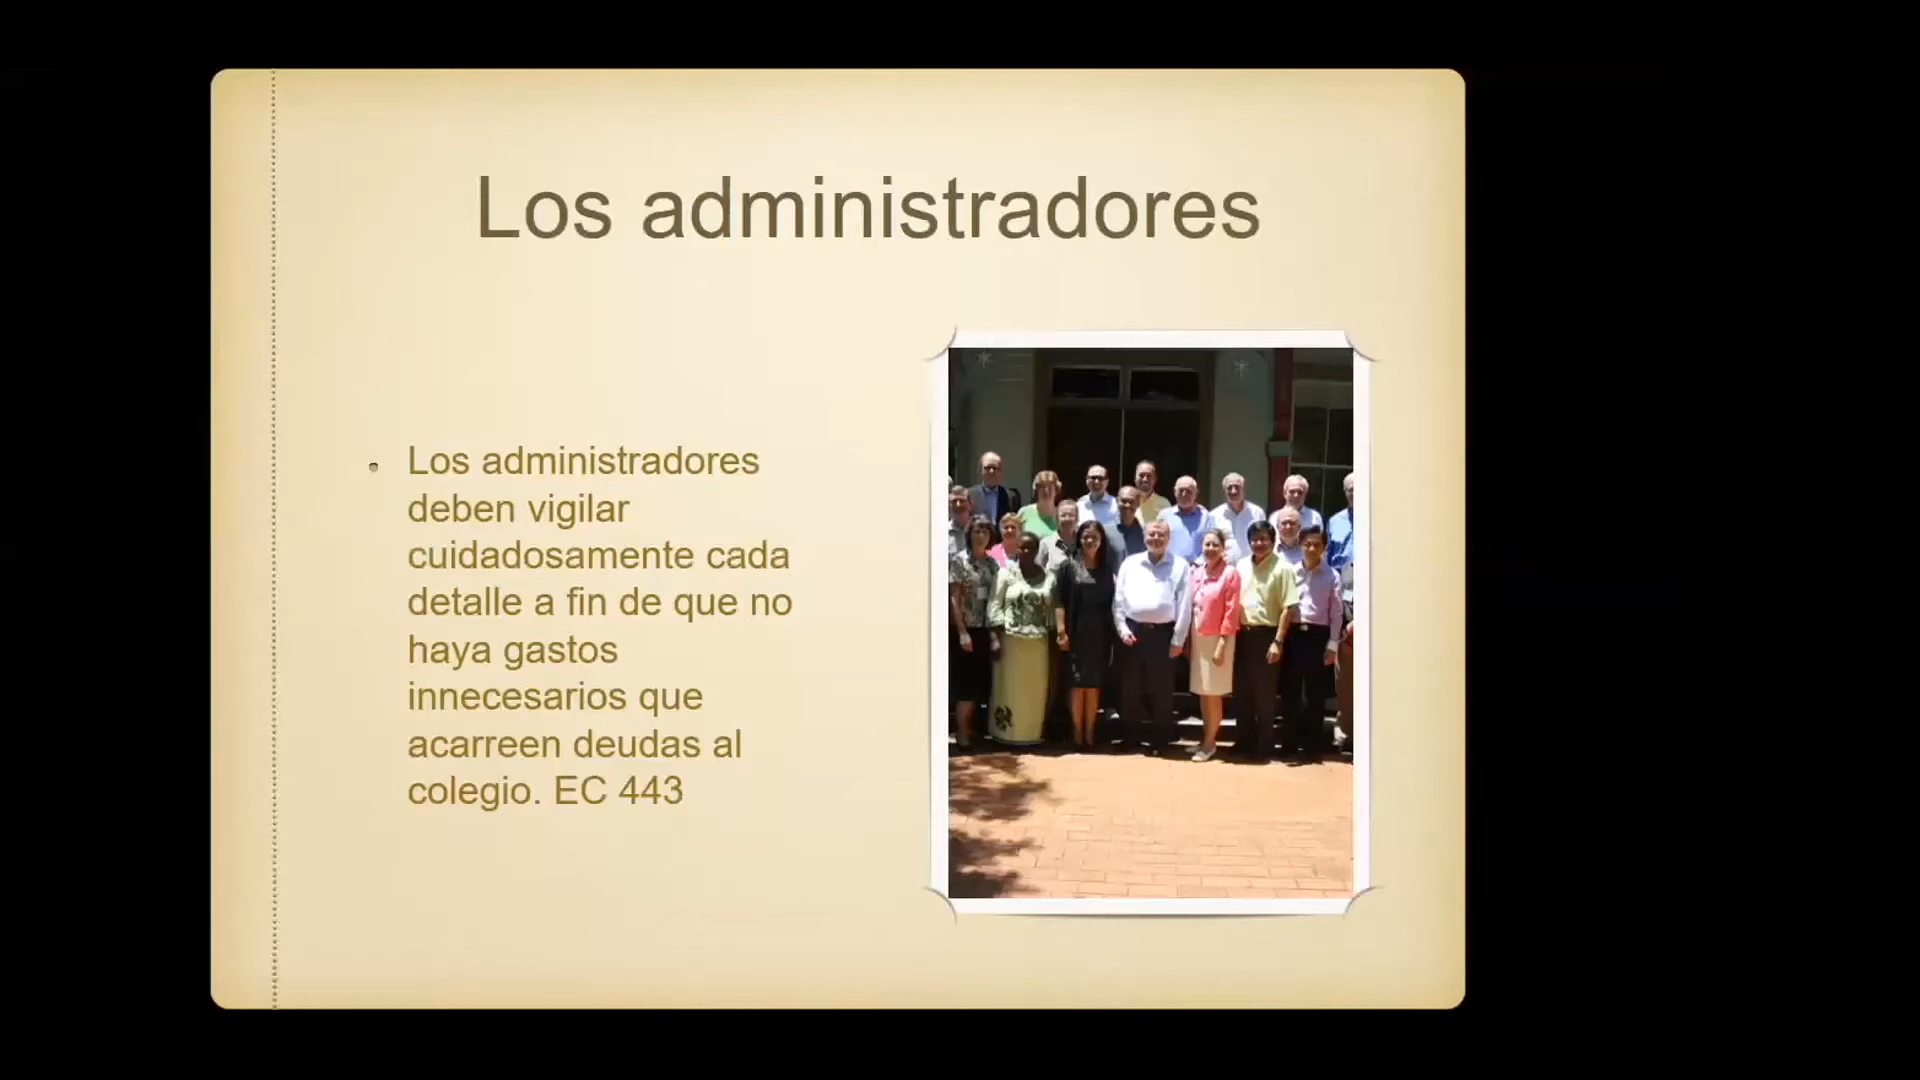 Los administradores
Los administradores
deben vigilar
cuidadosamente cada
detalle a fin de que no
haya gastos
innecesarios que
acarreen deudas al
colegio. EC 443